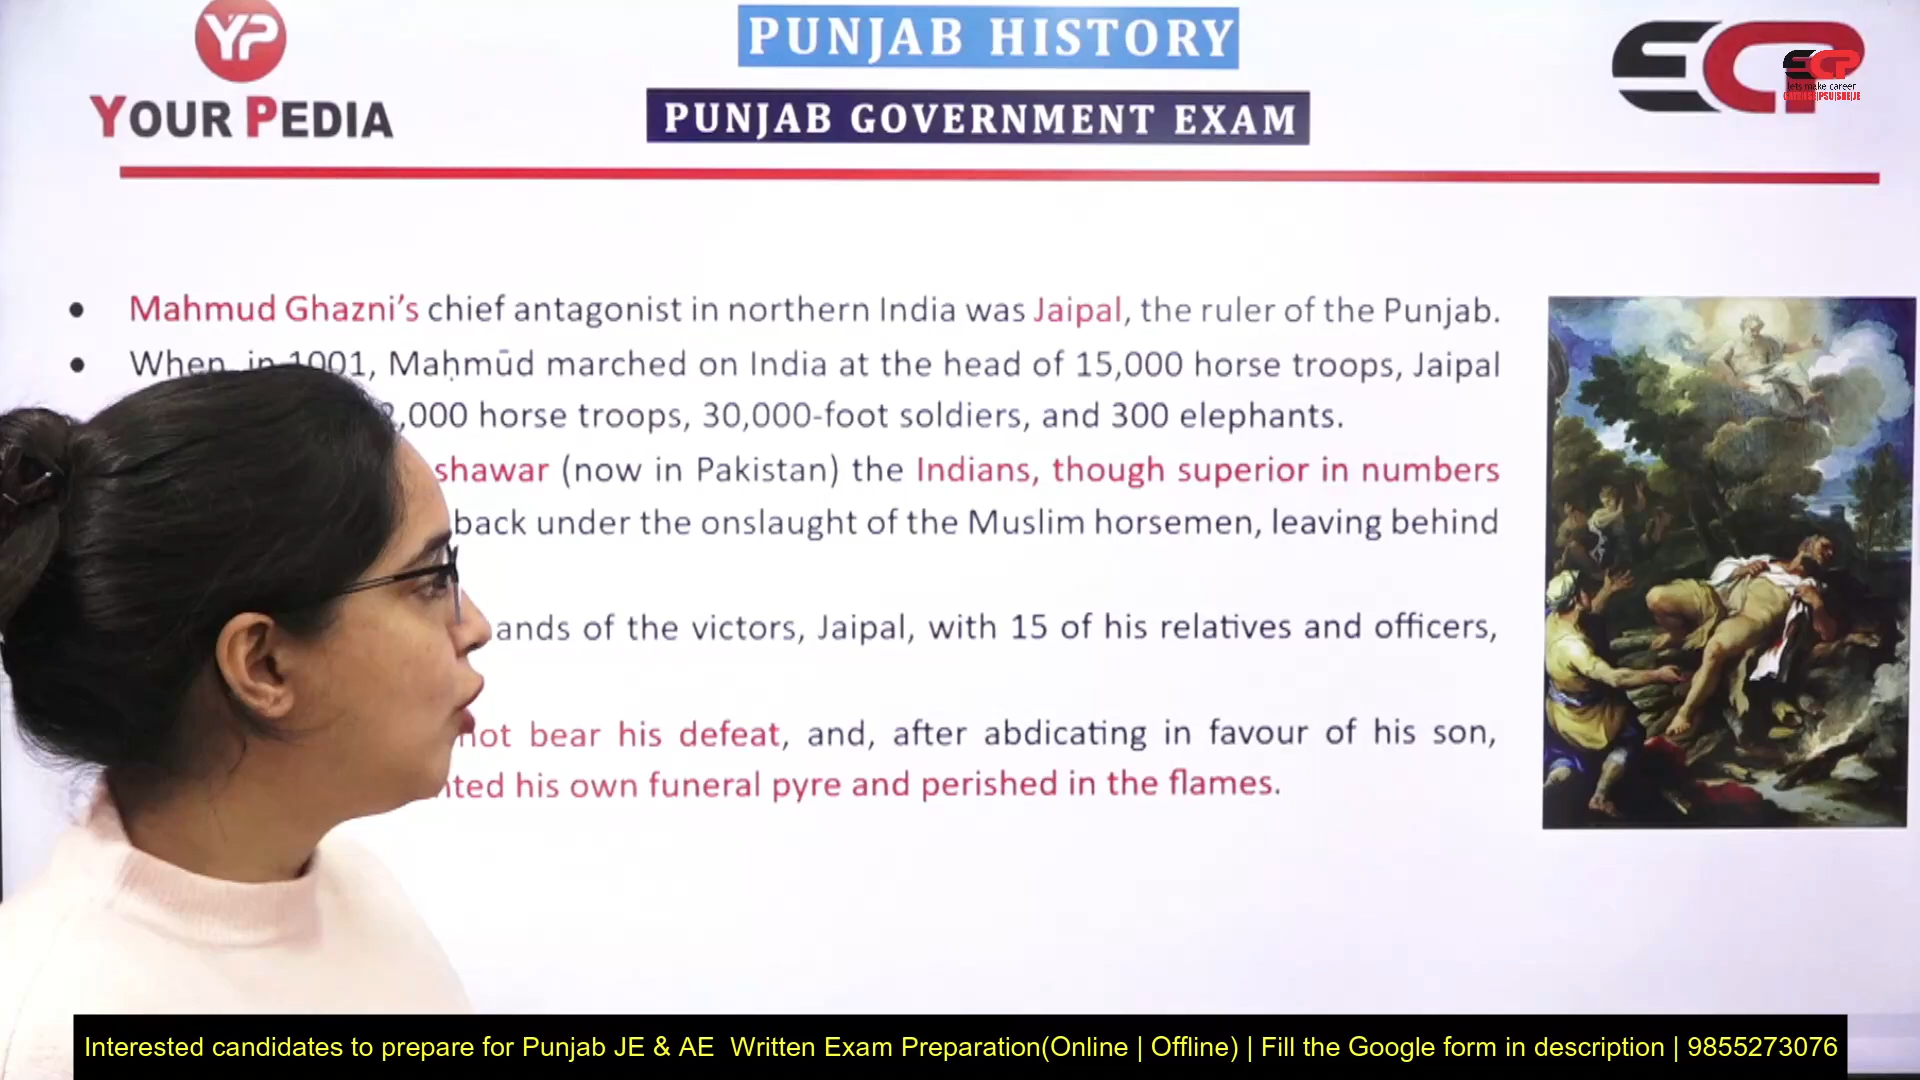 YP
YOUR PEDIA
PUNJAB HISTORY
PUNJAB GOVERNMENT EXAM
ECP
ECP
lets make career
• Mahmud Ghazni's chief antagonist in northern India was Jaipal, the ruler of the Punjab.
• When, in 1001, Maḥmūd marched on India at the head of 15,000 horse troops, Jaipal
,000 horse troops, 30,000-foot soldiers, and 300 elephants.
shawar (now in Pakistan) the Indians, though superior in numbers
back under the onslaught of the Muslim horsemen, leaving behind
ands of the victors, Jaipal, with 15 of his relatives and officers,
not bear his defeat, and, after abdicating in favour of his son,
nted his own funeral pyre and perished in the flames.
Interested candidates to prepare for Punjab JE & AE Written Exam Preparation(Online | Offline) | Fill the Google form in description | 9855273076